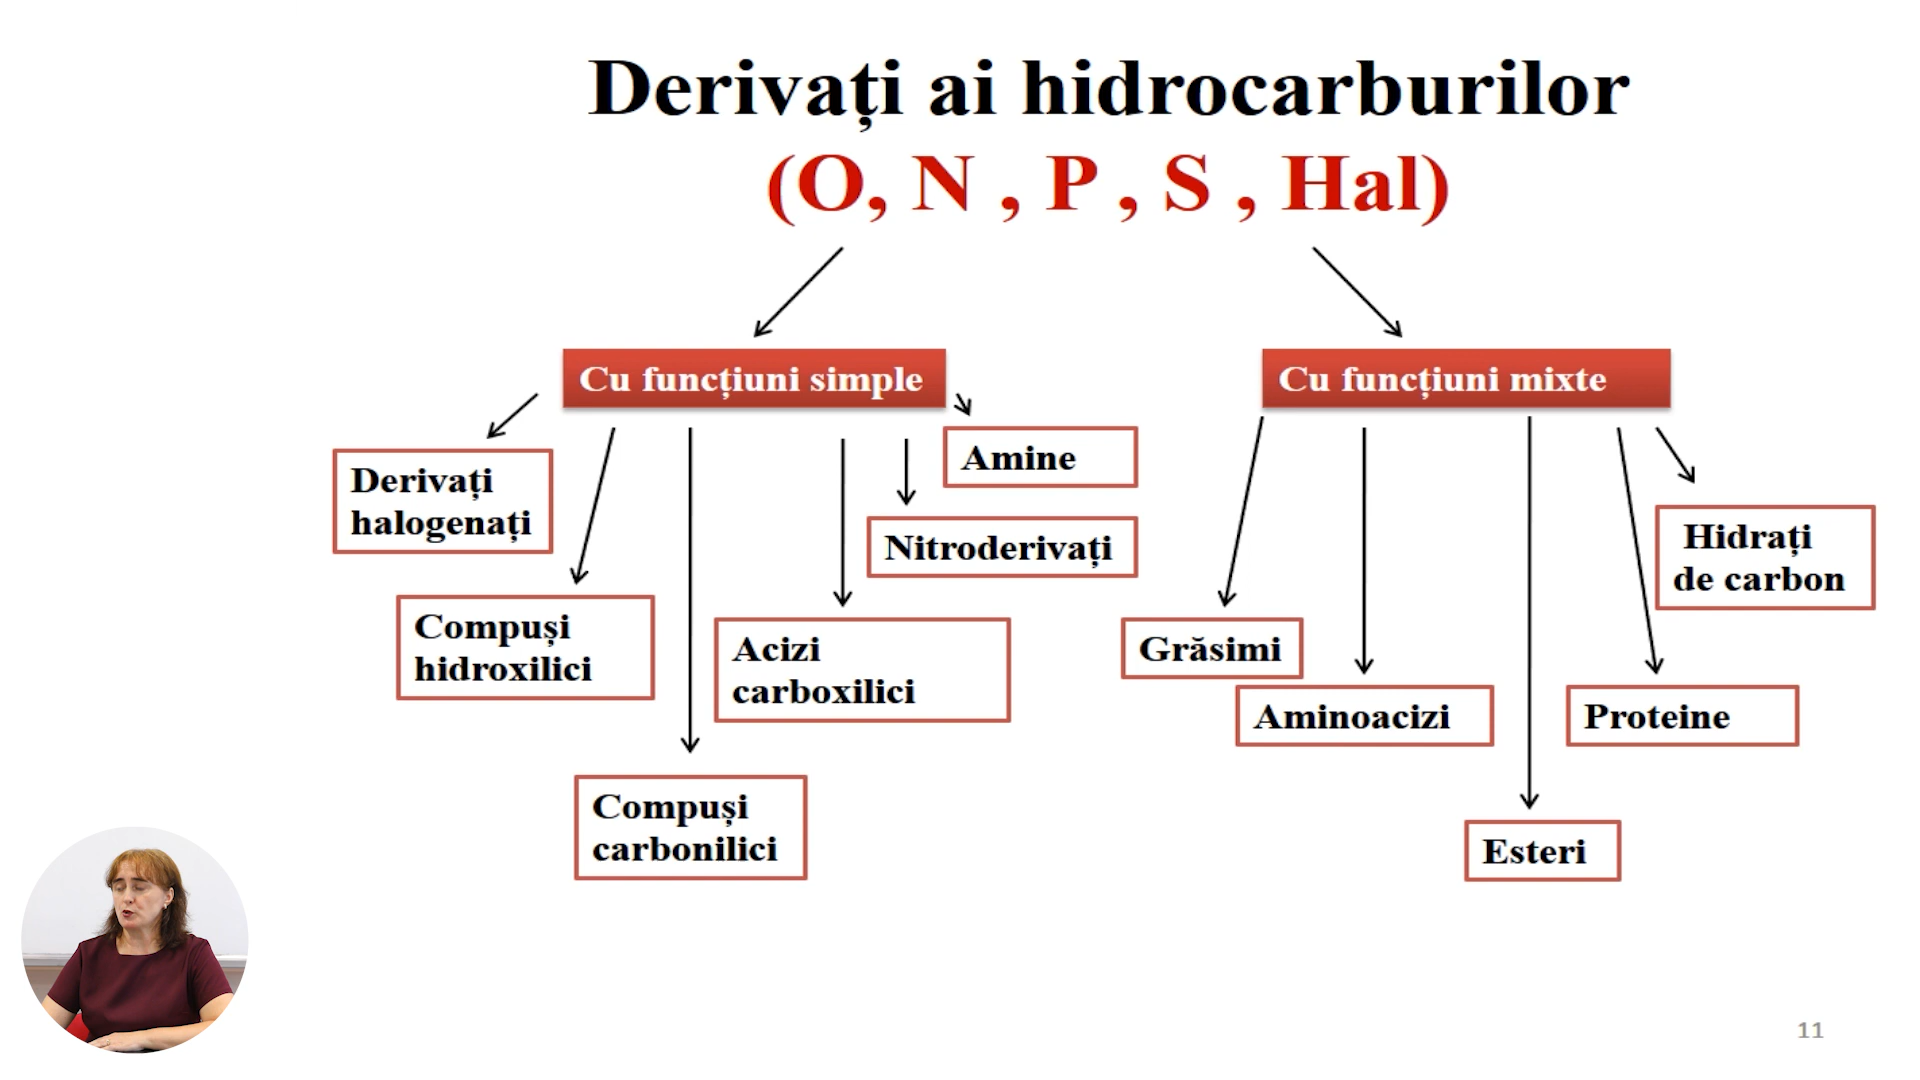 Derivați ai hidrocarburilor
(O, N , P , S , Hal)
Cu funcțiuni simple
Cu funcțiuni mixte
Derivați
halogenați
Compuși
hidroxilici
Compuși
carbonilici
Acizi
carboxilici
Nitroderivați
Amine
Grăsimi
Aminoacizi
Esteri
Proteine
Hidrați
de carbon
11